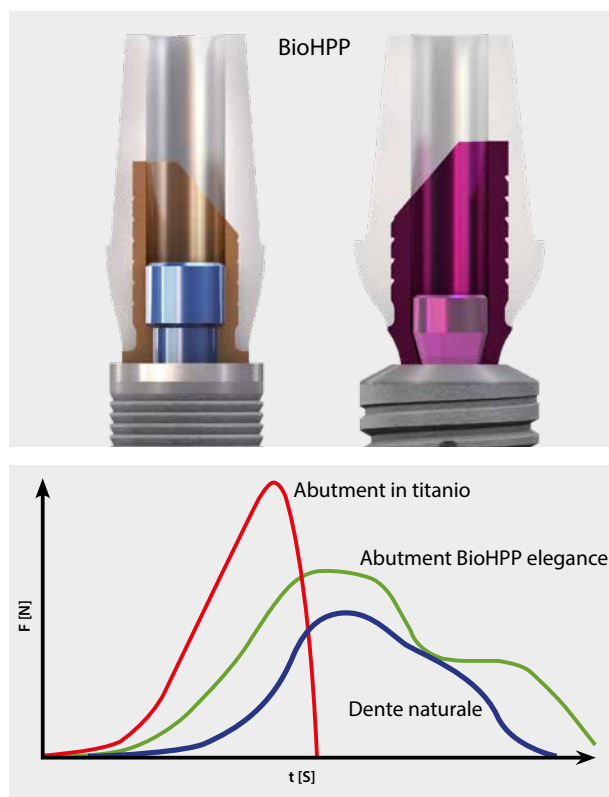 BioHPP
Abutment in titanio
Abutment BioHPP elegance
F [N]
Dente naturale
t [S]